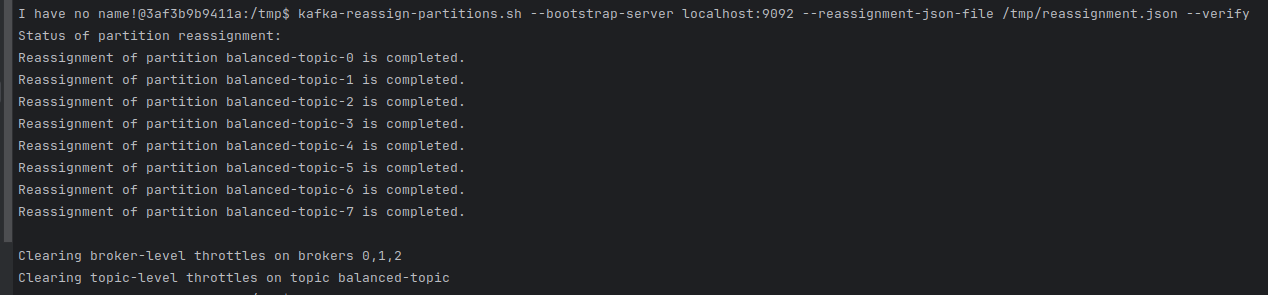 I have no name!@3af3b9b9411a:/tmp$ kafka-reassign-partitions.sh --bootstrap-server localhost:9092 --reassignment-json-file /tmp/reassignment.json --verify
Status of partition reassignment:
Reassignment of partition balanced-topic-0 is completed.
Reassignment of partition balanced-topic-1 is completed.
Reassignment of partition balanced-topic-2 is completed.
Reassignment of partition balanced-topic-3 is completed.
Reassignment of partition balanced-topic-4 is completed.
Reassignment of partition balanced-topic-5 is completed.
Reassignment of partition balanced-topic-6 is completed.
Reassignment of partition balanced-topic-7 is completed.
Clearing broker-level throttles on brokers 0,1,2
Clearing topic-level throttles on topic balanced-topic